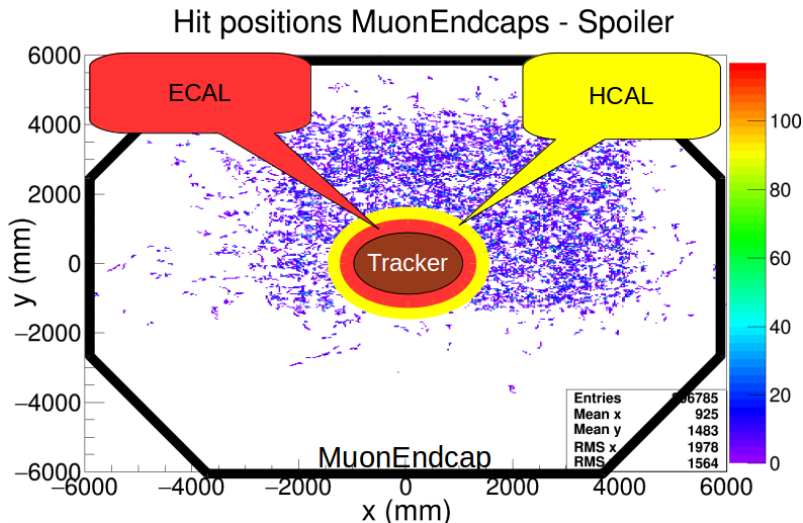 Hit positions MuonEndcaps - Spoiler
ECAL
HCAL
Tracker
MuonEndcap
y (mm)
6000
4000
2000
0
−2000
−4000
−6000
−6000 −4000 −2000 0 2000 4000 6000
x (mm)
100
80
60
40
20
0
Entries
Mean x 925
Mean y 1483
RMS x 1978
RMS 1564